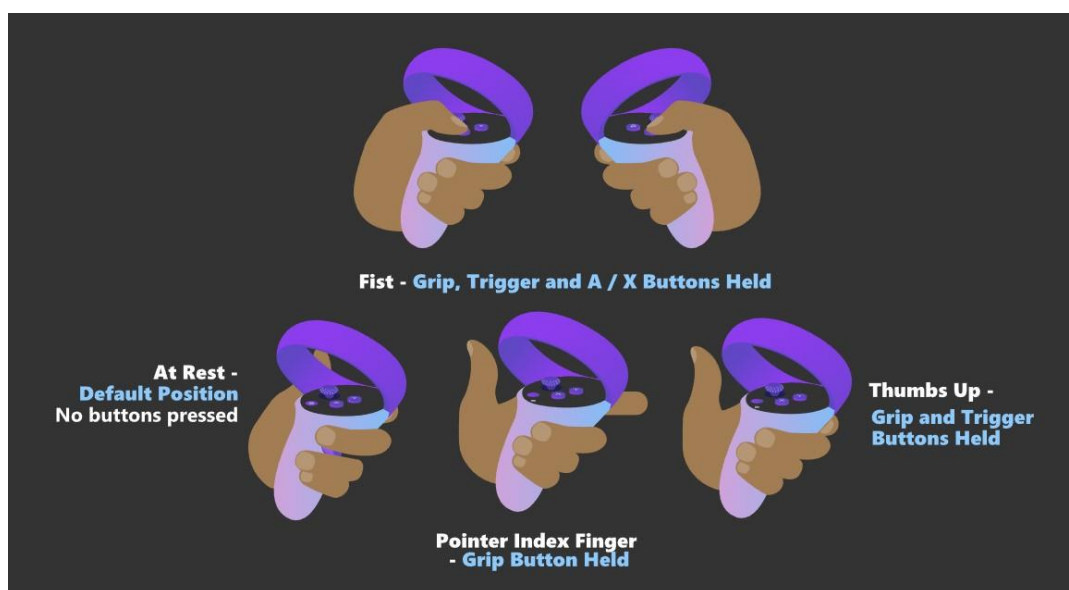 Fist - Grip, Trigger and A / X Buttons Held
At Rest -
Default Position
No buttons pressed
Pointer Index Finger
- Grip Button Held
Thumbs Up -
Grip and Trigger
Buttons Held